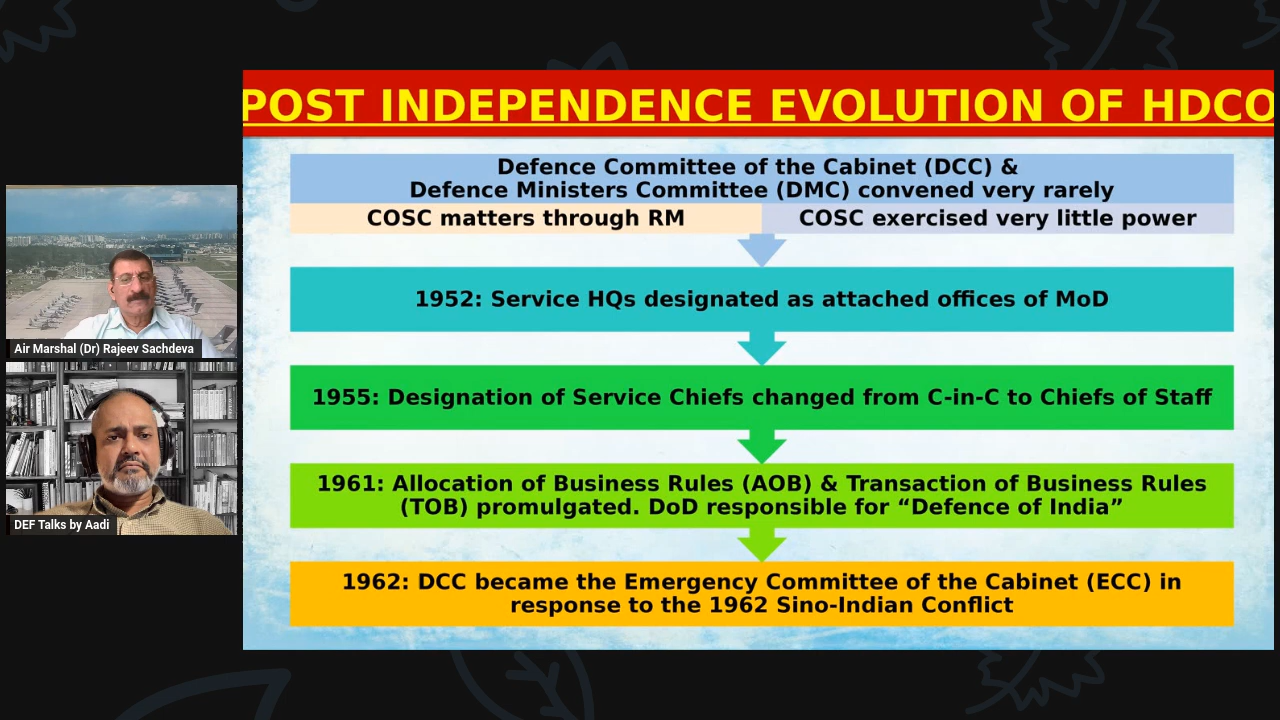 POST INDEPENDENCE EVOLUTION OF HDCO
Defence Committee of the Cabinet (DCC) &
Defence Ministers Committee (DMC) convened very rarely
COSC matters through RM
COSC exercised very little power
1952: Service HQs designated as attached offices of MoD
1955: Designation of Service Chiefs changed from C-in-C to Chiefs of Staff
1961: Allocation of Business Rules (AOB) & Transaction of Business Rules
(TOB) promulgated. DoD responsible for “Defence of India”
1962: DCC became the Emergency Committee of the Cabinet (ECC) in
response to the 1962 Sino-Indian Conflict
Air Marshal (Dr) Rajeev Sachdeva
DEF Talks by Aadi